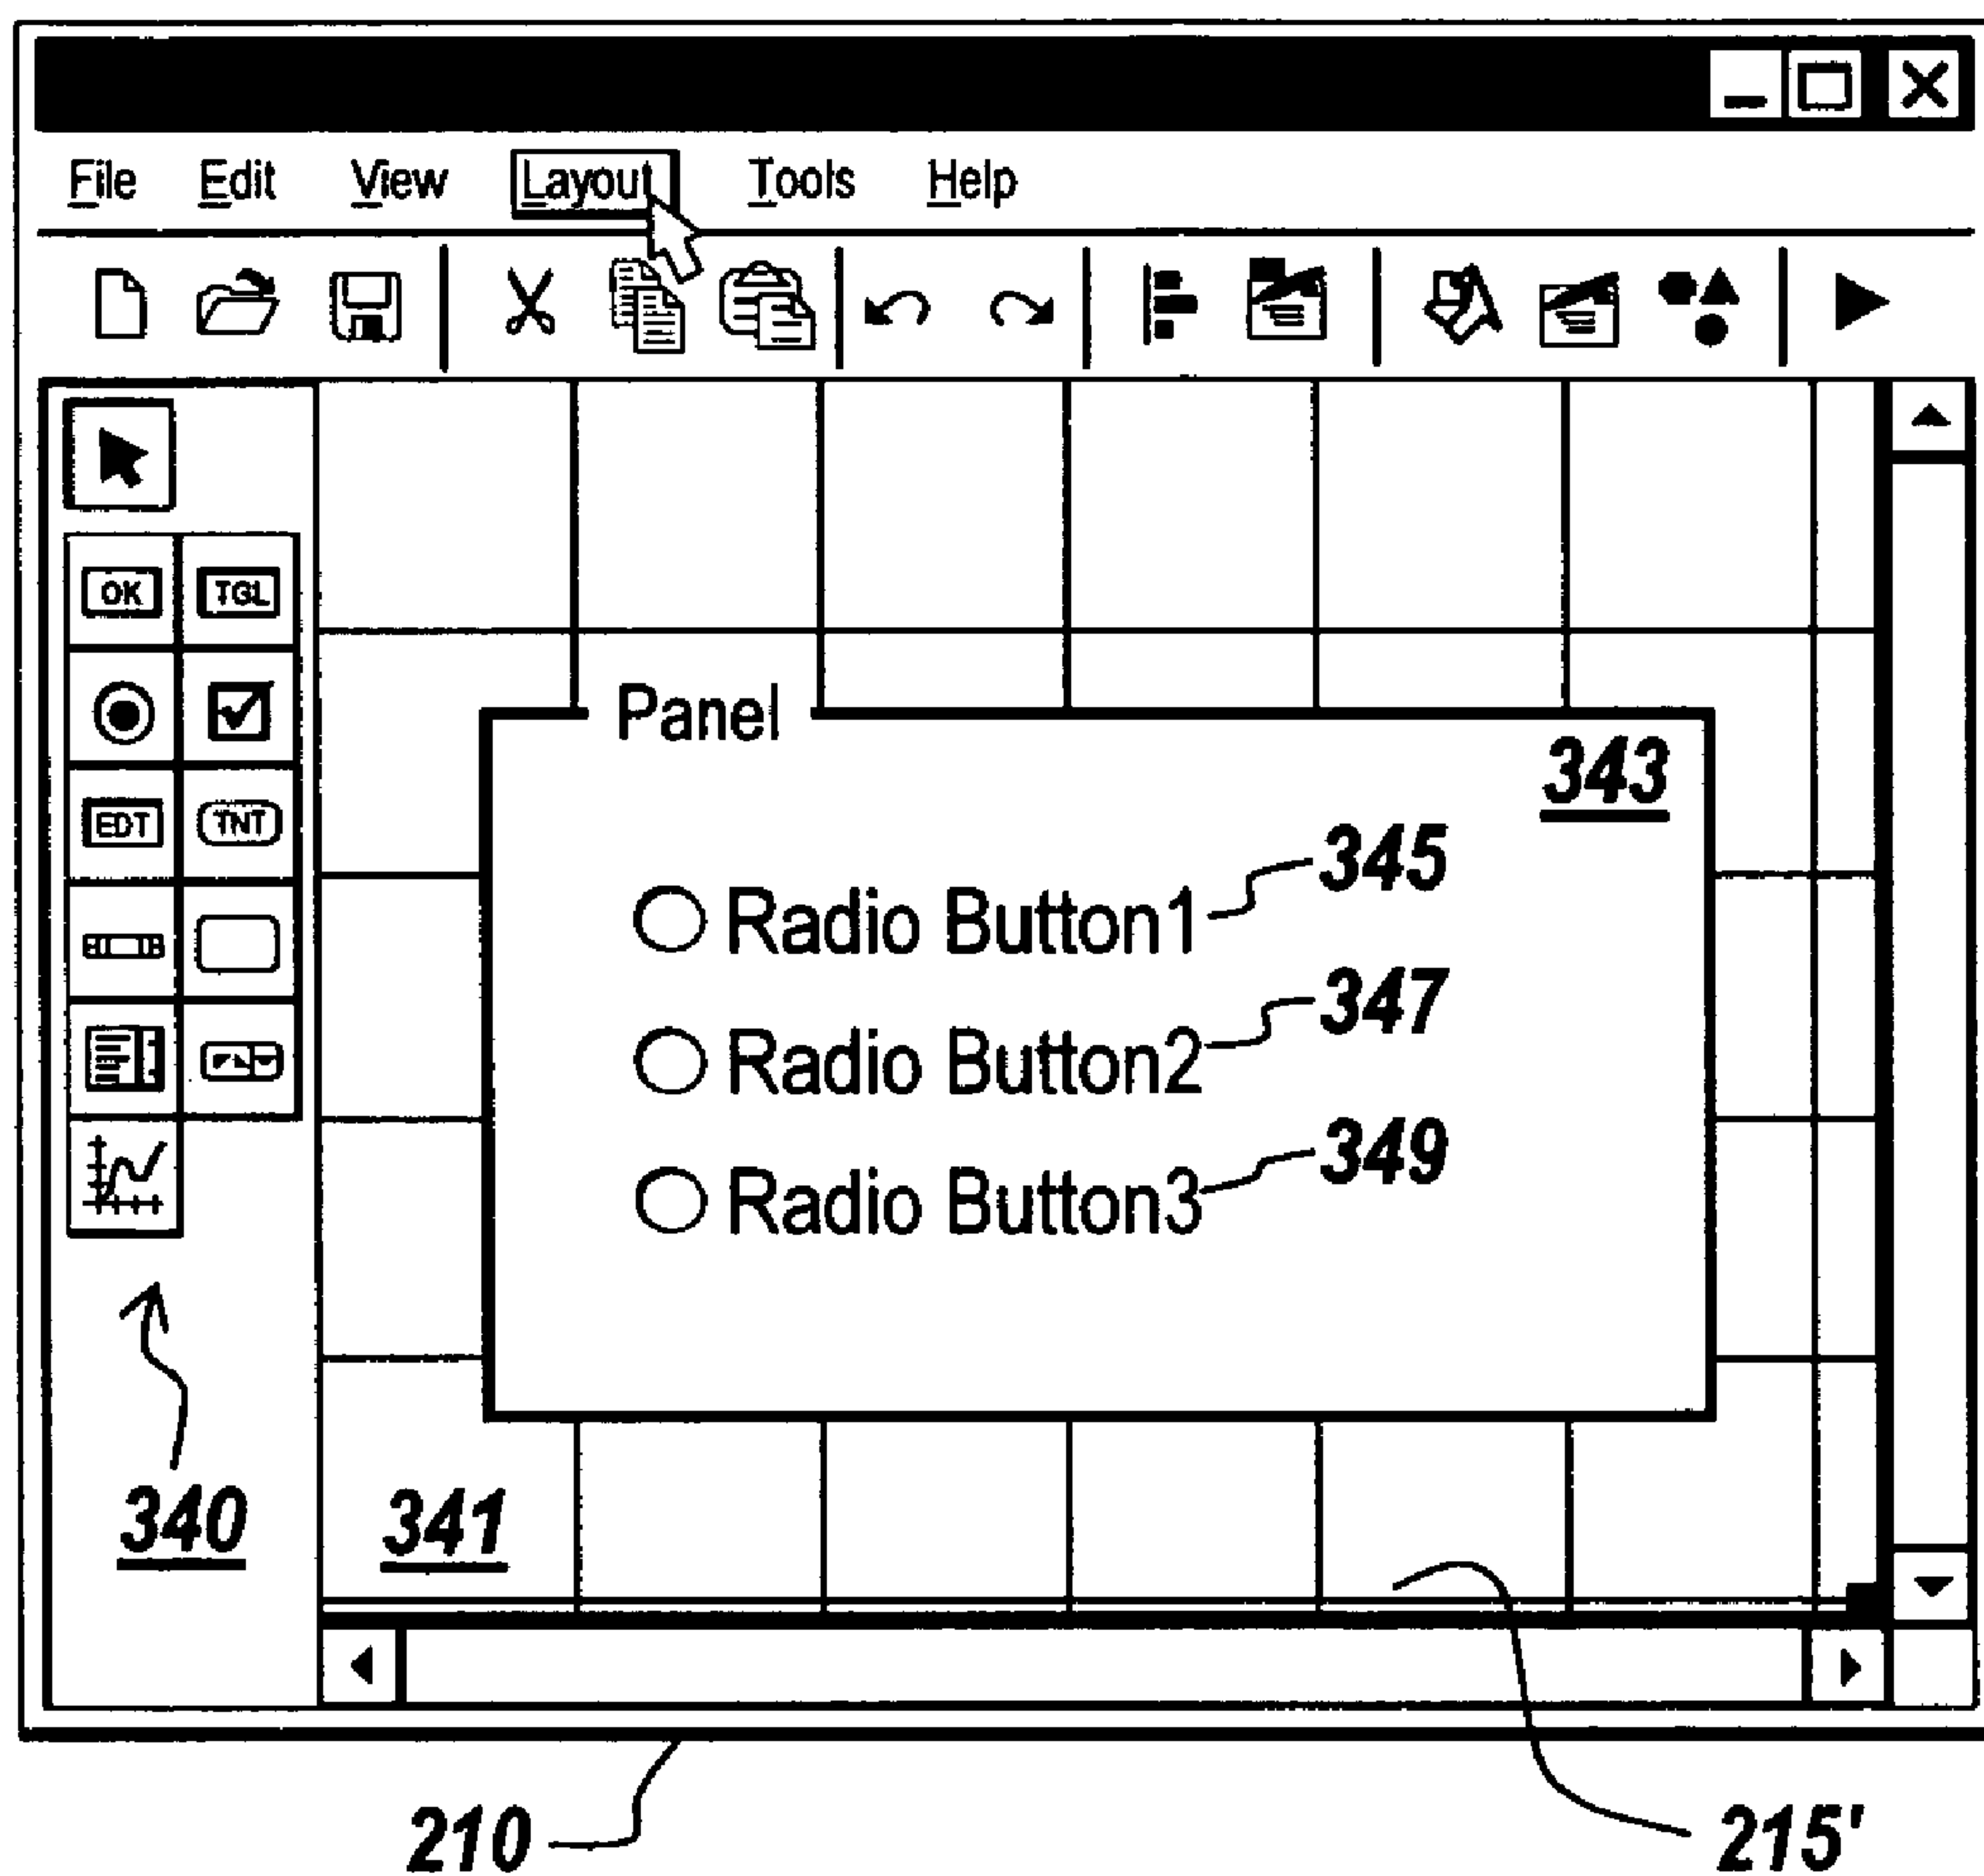 File Edit View Layout Tools Help
OK TGL
EDT TNT
Panel
343
345
Radio Button1
347
Radio Button2
349
Radio Button3
340
341
210
215'